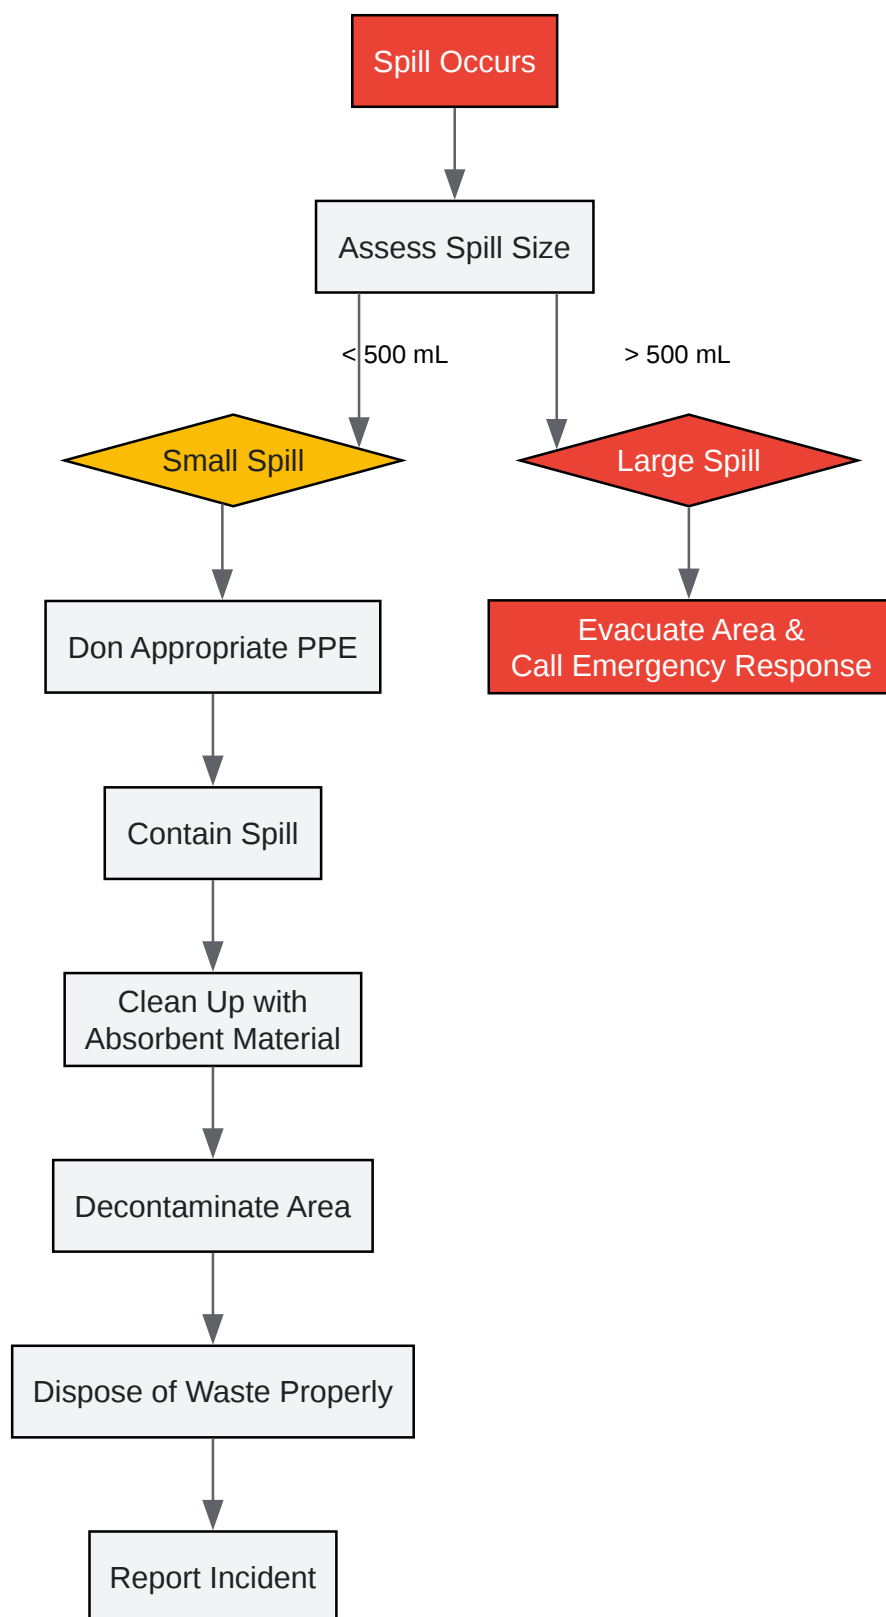 Spill Occurs
Assess Spill Size
< 500 mL
> 500 mL
Small Spill
Large Spill
Don Appropriate PPE
Evacuate Area &
Call Emergency Response
Contain Spill
Clean Up with
Absorbent Material
Decontaminate Area
Dispose of Waste Properly
Report Incident